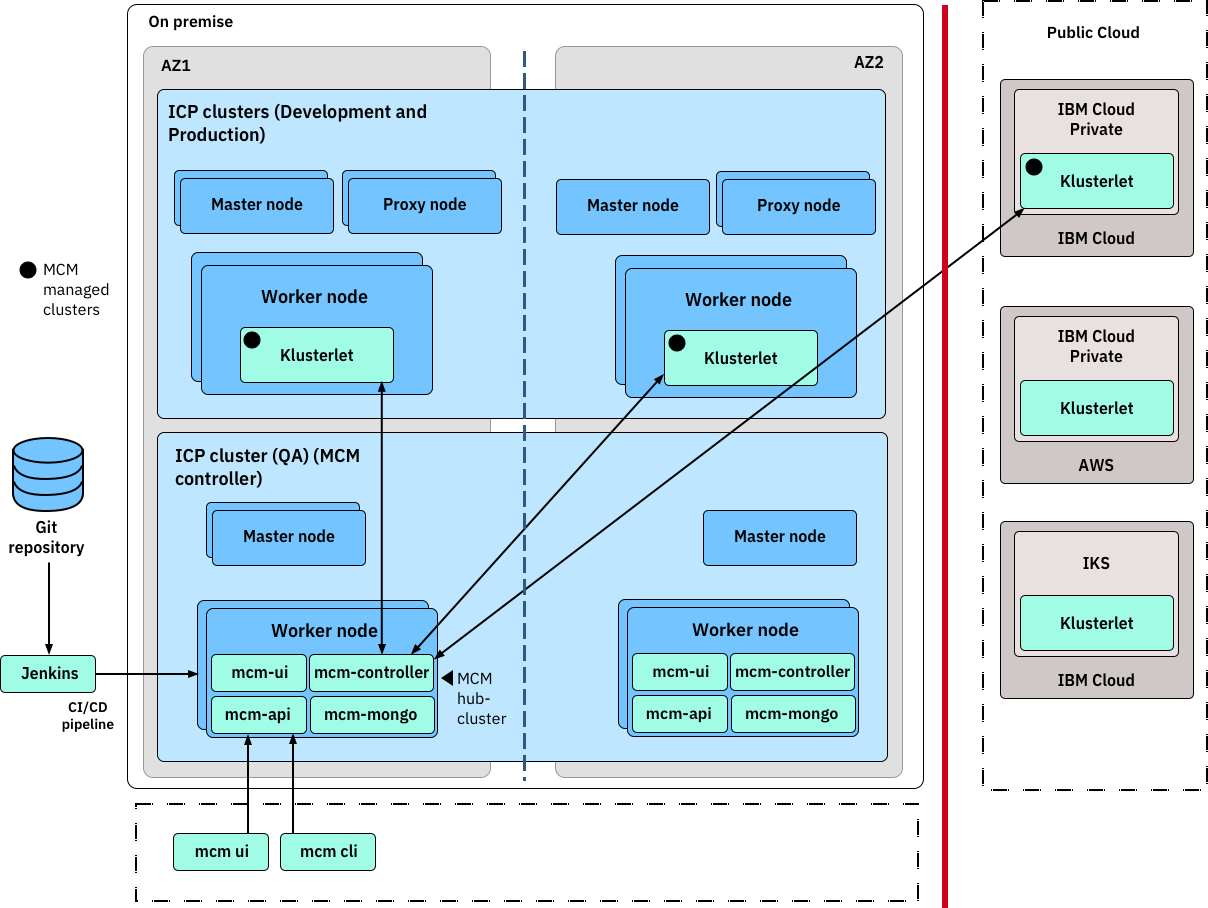 On premise
AZ1
AZ2
ICP clusters (Development and
Production)
Master node
Proxy node
Master node
Proxy node
Worker node
Klusterlet
Worker node
Klusterlet
MCM
managed
clusters
ICP cluster (QA) (MCM
controller)
Master node
Master node
Git
repository
Jenkins
CI/CD
pipeline
Worker node
mcm-ui
mcm-controller
mcm-api
mcm-mongo
MCM
hub-
cluster
Worker node
mcm-ui
mcm-controller
mcm-api
mcm-mongo
mcm ui
mcm cli
Public Cloud
IBM Cloud
Private
Klusterlet
IBM Cloud
IBM Cloud
Private
Klusterlet
AWS
IKS
Klusterlet
IBM Cloud